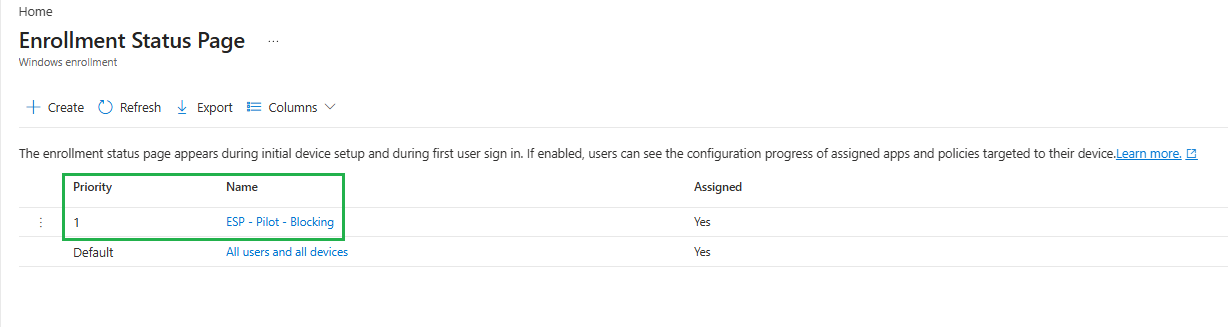 Home
Enrollment Status Page ...
Windows enrollment
Create Refresh Export Columns
The enrollment status page appears during initial device setup and during first user sign in. If enabled, users can see the configuration progress of assigned apps and policies targeted to their device.Learn more.
Priority Name Assigned
1 ESP - Pilot - Blocking Yes
Default All users and all devices Yes